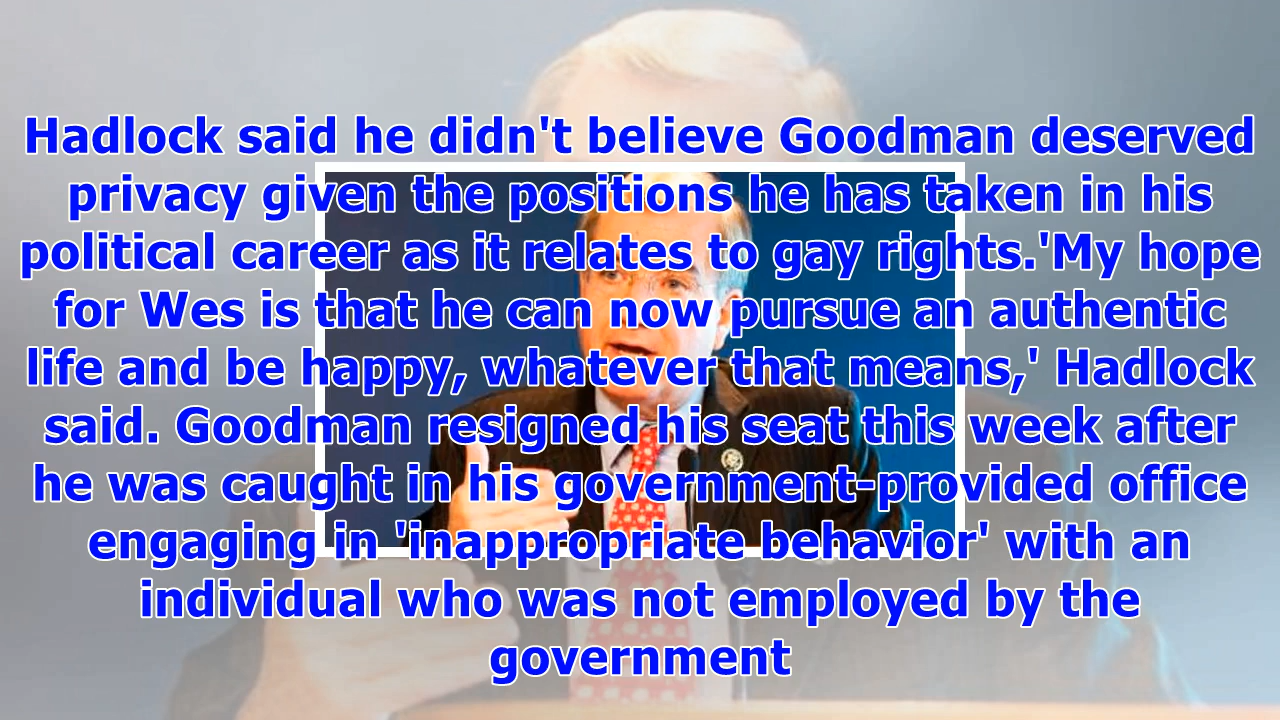 Hadlock said he didn't believe Goodman deserved
privacy given the positions he has taken in his
political career as it relates to gay rights.'My hope
for Wes is that he can now pursue an authentic
life and be happy, whatever that means,' Hadlock
said. Goodman resigned his seat this week after
he was caught in his government-provided office
engaging in 'inappropriate behavior' with an
individual who was not employed by the
government